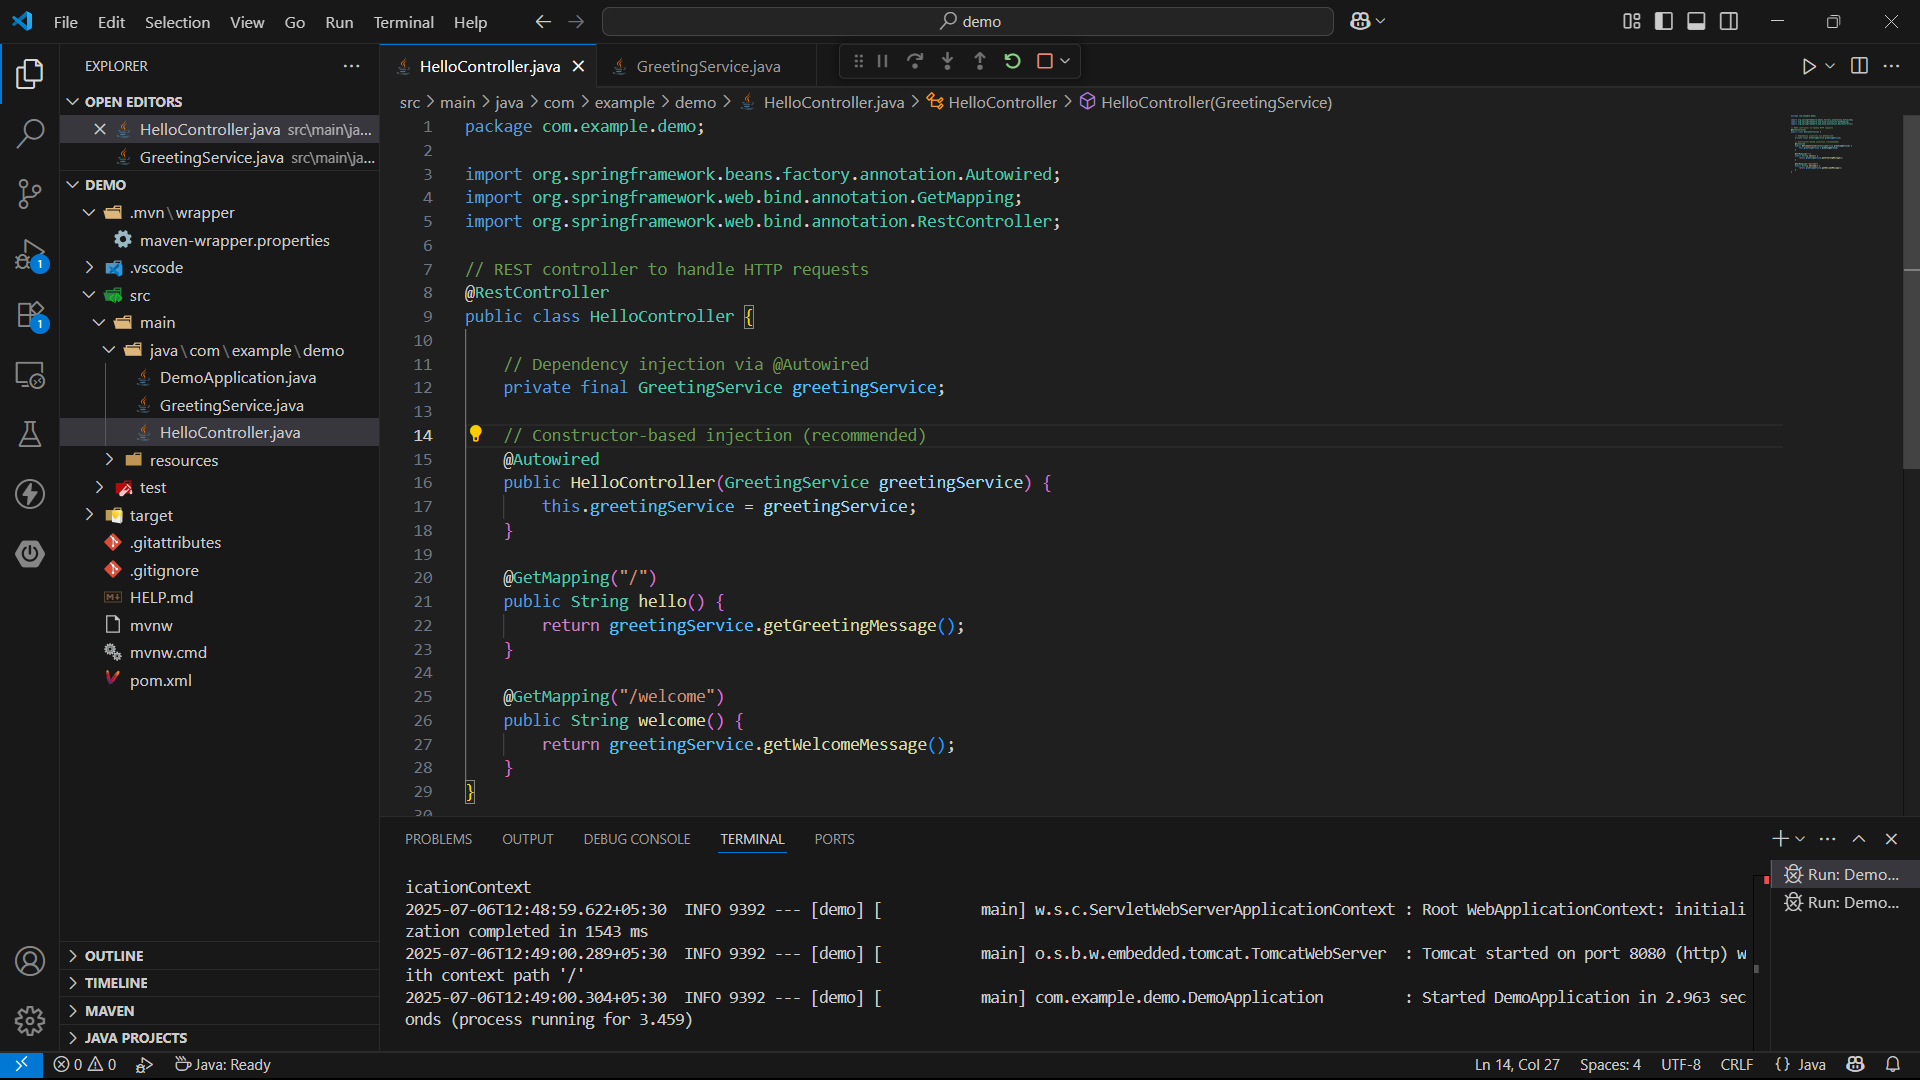 File Edit Selection View Go Run Terminal Help
demo
EXPLORER
OPEN EDITORS
HelloController.java src\main\ja...
GreetingService.java src\main\ja...
DEMO
.mvn\wrapper
maven-wrapper.properties
.vscode
src
main
java\com\example\demo
DemoApplication.java
GreetingService.java
HelloController.java
resources
test
target
.gitattributes
.gitignore
HELP.md
mvnw
mvnw.cmd
pom.xml
OUTLINE
TIMELINE
MAVEN
JAVA PROJECTS
1
1
HelloController.java GreetingService.java
src > main > java > com > example > demo > HelloController.java > HelloController > HelloController(GreetingService)
1 package com.example.demo;
2
3 import org.springframework.beans.factory.annotation.Autowired;
4 import org.springframework.web.bind.annotation.GetMapping;
5 import org.springframework.web.bind.annotation.RestController;
6
7 // REST controller to handle HTTP requests
8 @RestController
9 public class HelloController {
10
11     // Dependency injection via @Autowired
12     private final GreetingService greetingService;
13
14     // Constructor-based injection (recommended)
15     @Autowired
16     public HelloController(GreetingService greetingService) {
17         this.greetingService = greetingService;
18     }
19
20     @GetMapping("/")
21     public String hello() {
22         return greetingService.getGreetingMessage();
23     }
24
25     @GetMapping("/welcome")
26     public String welcome() {
27         return greetingService.getWelcomeMessage();
28     }
29 }
30
PROBLEMS OUTPUT DEBUG CONSOLE TERMINAL PORTS
icationContext
2025-07-06T12:48:59.622+05:30  INFO 9392 --- [demo] [           main] w.s.c.ServletWebServerApplicationContext : Root WebApplicationContext: initiali
zation completed in 1543 ms
2025-07-06T12:49:00.289+05:30  INFO 9392 --- [demo] [           main] o.s.b.w.embedded.tomcat.TomcatWebServer  : Tomcat started on port 8080 (http) w
ith context path '/'
2025-07-06T12:49:00.304+05:30  INFO 9392 --- [demo] [           main] com.example.demo.DemoApplication         : Started DemoApplication in 2.963 sec
onds (process running for 3.459)
Run: Demo...
Run: Demo...
0 0 Java: Ready
Ln 14, Col 27 Spaces: 4 UTF-8 CRLF {} Java